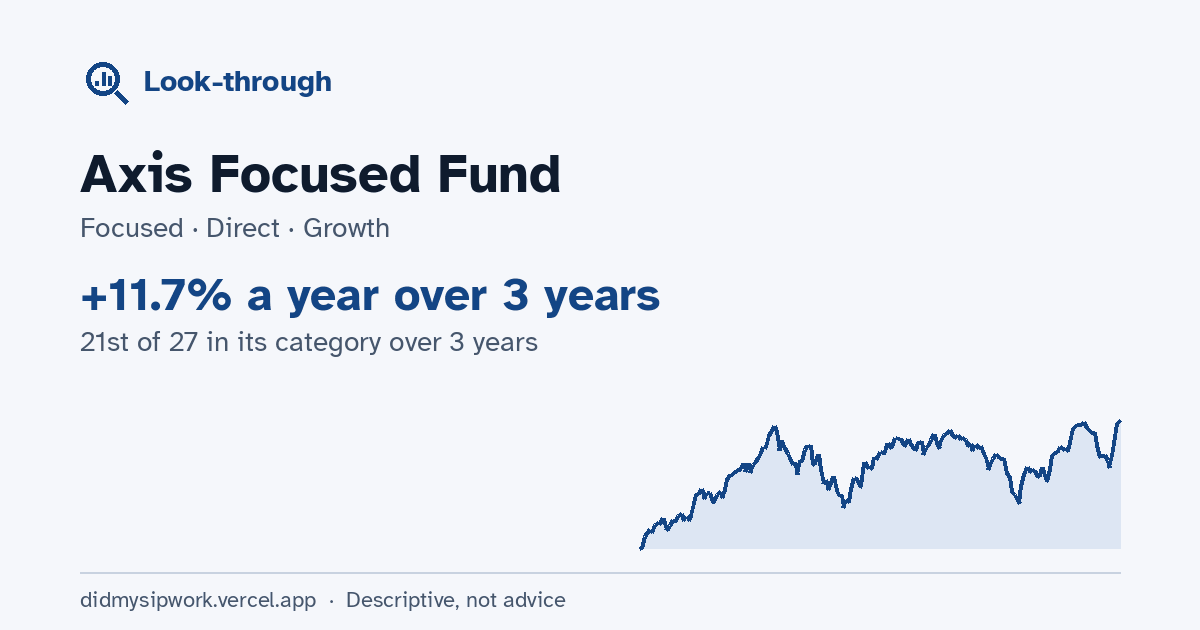 Look-through
Axis Focused Fund
Focused · Direct · Growth
+11.7% a year over 3 years
21st of 27 in its category over 3 years
didmysipwork.vercel.app · Descriptive, not advice